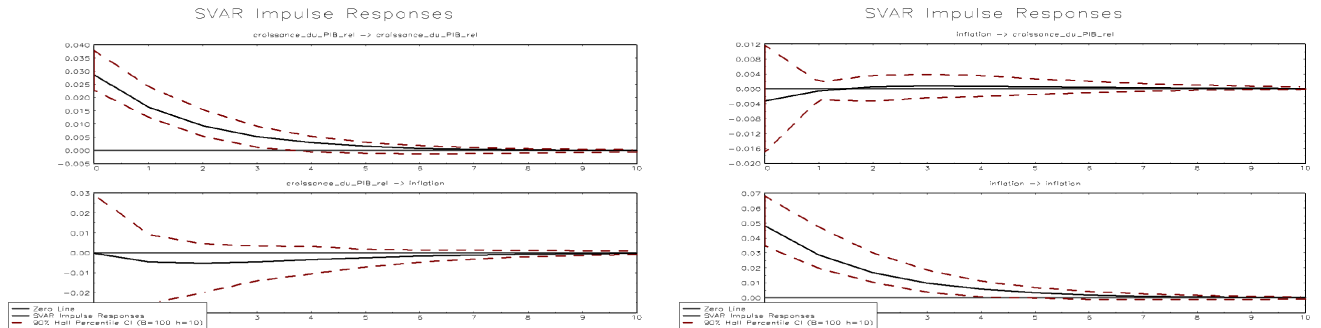 SVAR Impulse Responses
croissance_du_PIB_rel -> croissance_du_PIB_rel
0.040
0.035
0.030
0.025
0.020
0.015
0.010
0.005
0.000
-0.005
0 1 2 3 4 5 6 7 8 9 10
croissance_du_PIB_rel -> inflation
0.03
0.02
0.01
0.00
-0.01
-0.02
3 4 5 6 7 8 9 10
Zero Line
SVAR Impulse Responses
90% Hall Percentile CI (B=100 h=10)
SVAR Impulse Responses
inflation -> croissance_du_PIB_rel
0.012
0.008
0.004
0.000
-0.004
-0.008
-0.012
-0.016
-0.020
0 1 2 3 4 5 6 7 8 9 10
inflation -> inflation
0.07
0.06
0.05
0.04
0.03
0.02
0.01
0.00
3 4 5 6 7 8 9 10
Zero Line
SVAR Impulse Responses
90% Hall Percentile CI (B=100 h=10)